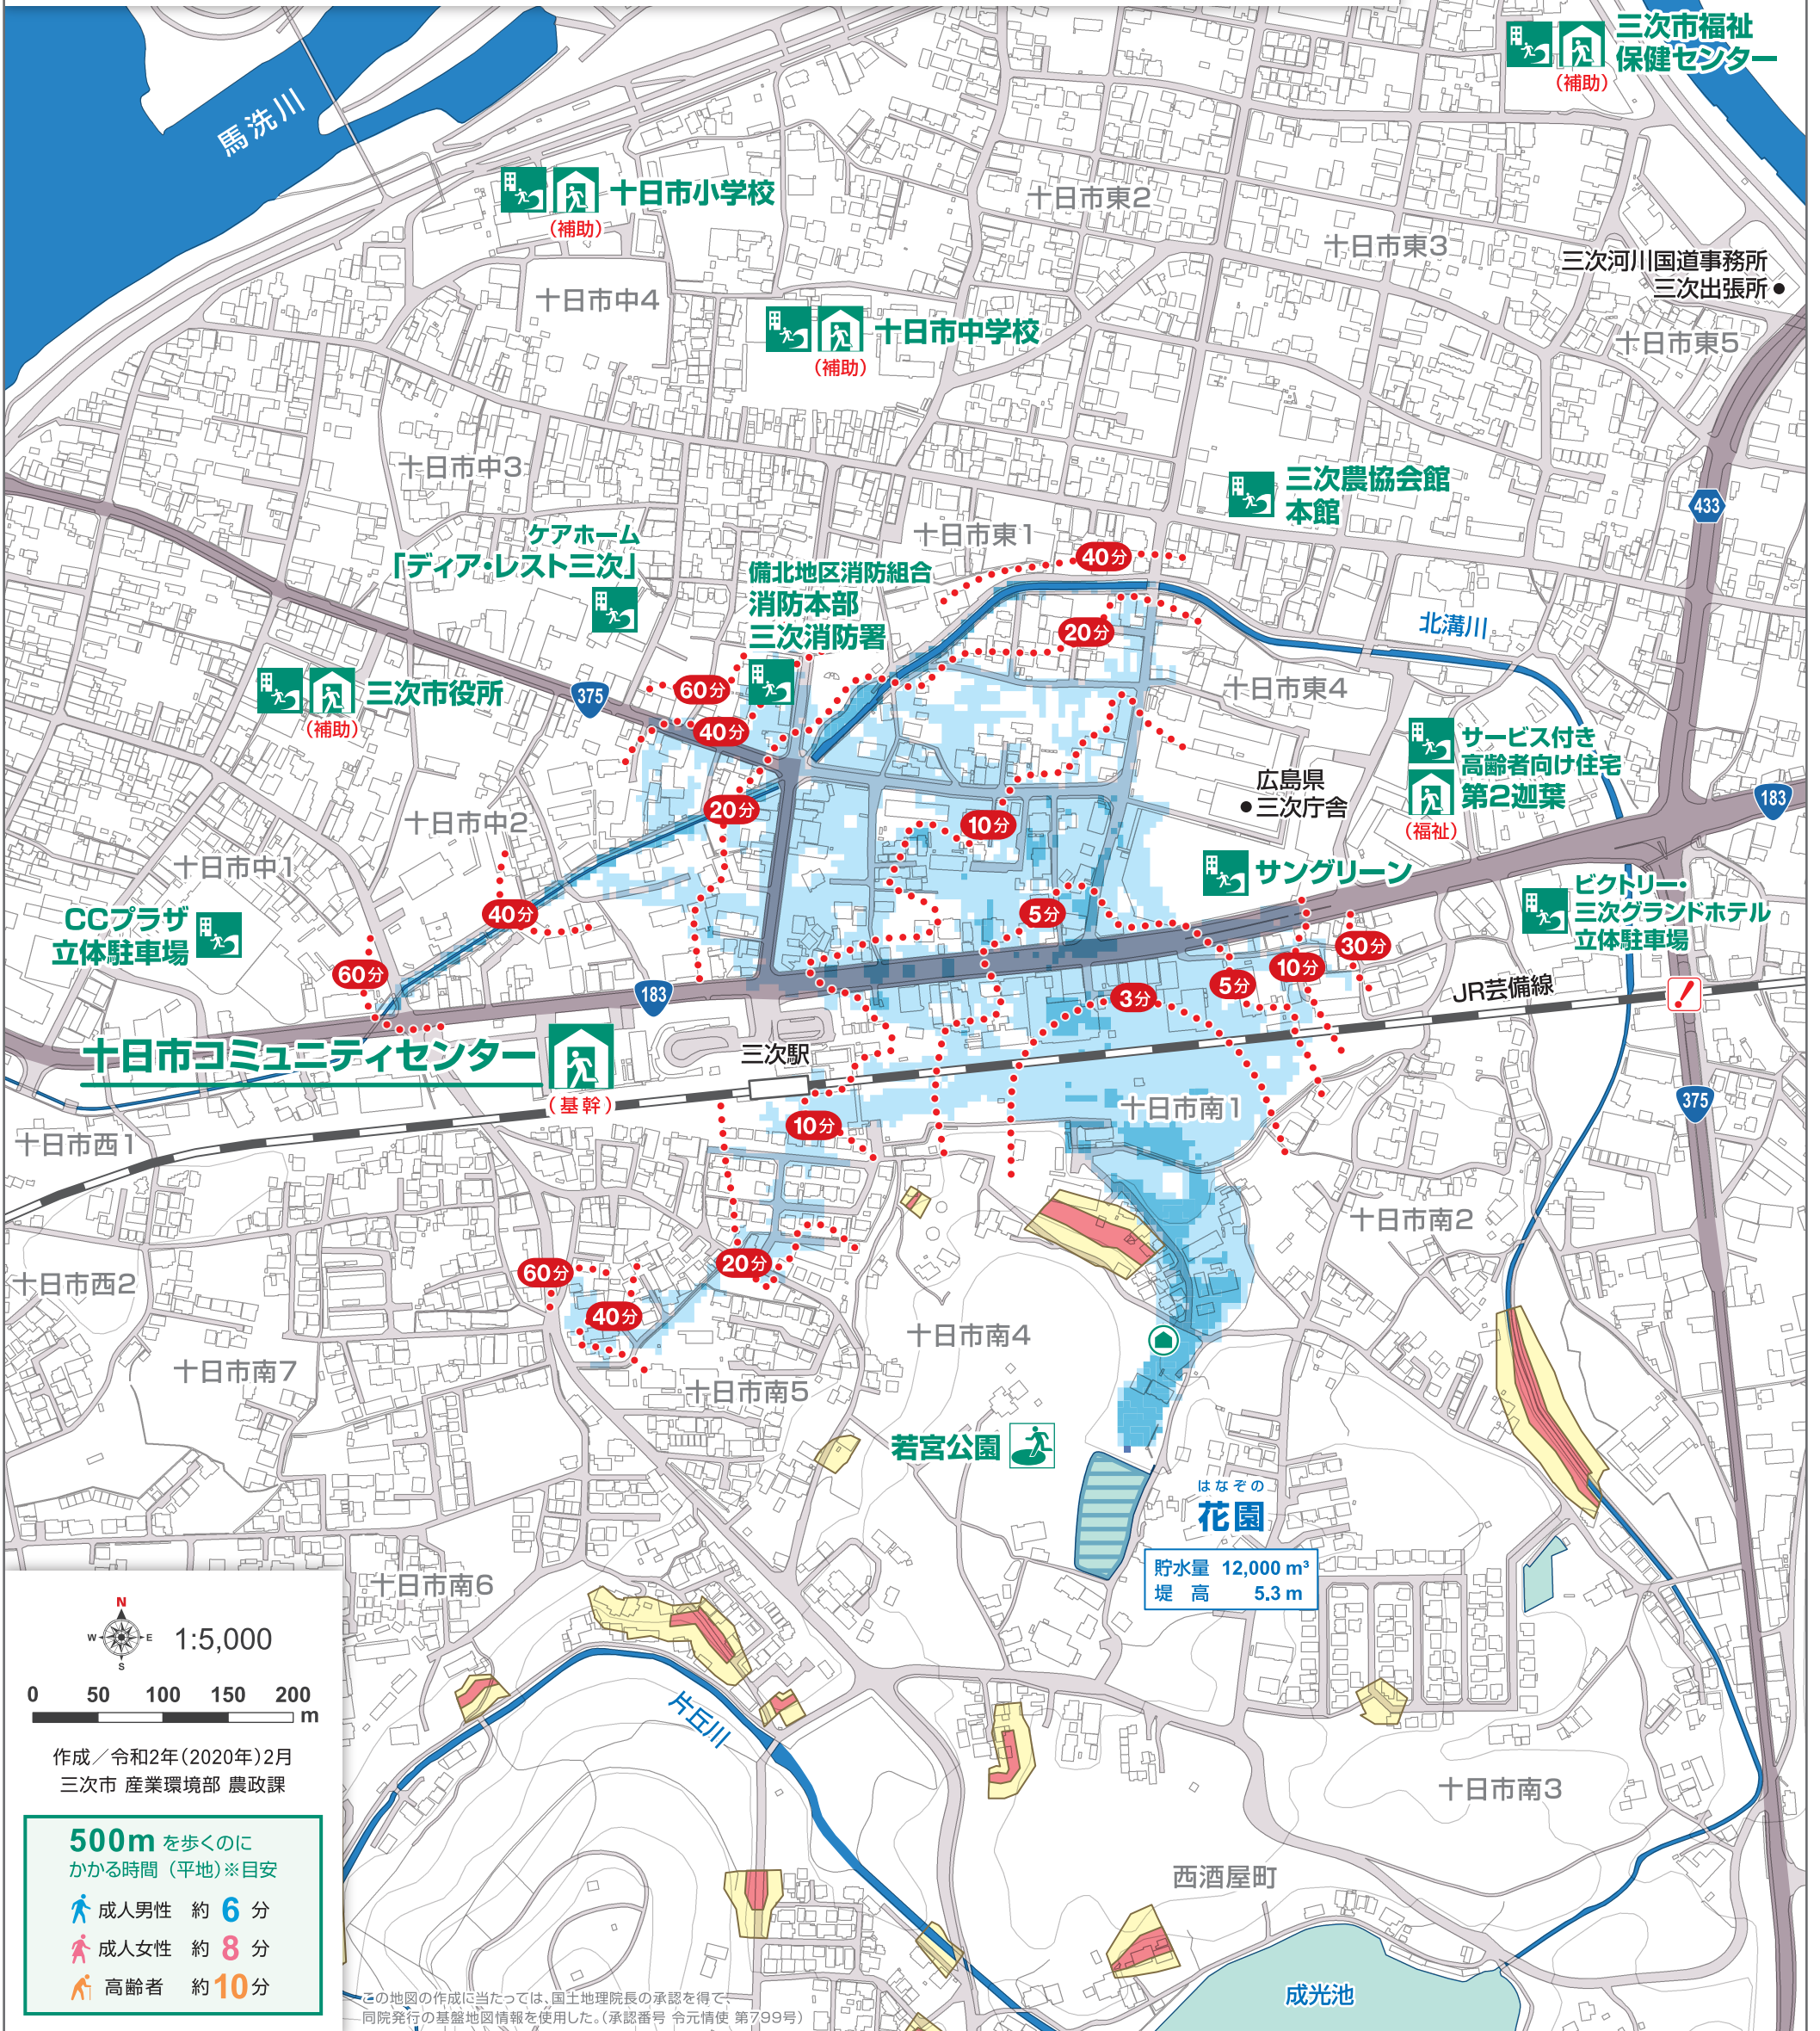 三次市福祉
保健センター
(補助)
馬洗川
十日市小学校
(補助)
十日市東2
十日市東3
三次河川国道事務所
三次出張所
十日市中4
十日市中学校
(補助)
十日市東5
十日市中3
三次農協会館
本館
433
ケアホーム
「ディア・レスト三次」
十日市東1
40分
備北地区消防組合
消防本部
三次消防署
20分
北溝川
三次市役所
(補助)
375
60分
40分
十日市東4
サービス付き
高齢者向け住宅
第2迦葉
(福祉)
広島県
三次庁舎
183
20分
十日市中2
10分
十日市中1
サングリーン
CCプラザ
立体駐車場
40分
5分
ビクトリー・
三次グランドホテル
立体駐車場
30分
60分
10分
5分
3分
183
JR芸備線
十日市コミュニティセンター
(基幹)
三次駅
375
十日市南1
10分
十日市西1
十日市南2
十日市西2
60分
20分
40分
十日市南4
十日市南7
十日市南5
若宮公園
はなぞの
花園
貯水量 12,000 m³
堤 高 5.3 m
十日市南6
N
W E
S
1:5,000
0 50 100 150 200
m
片丘川
作成／令和2年(2020年)2月
三次市 産業環境部 農政課
十日市南3
500m を歩くのに
かかる時間(平地)※目安
成人男性 約 6 分
成人女性 約 8 分
高齢者 約 10 分
西酒屋町
成光池
この地図の作成に当たっては、国土地理院長の承認を得て、
同院発行の基盤地図情報を使用した。(承認番号 令元情使 第799号)